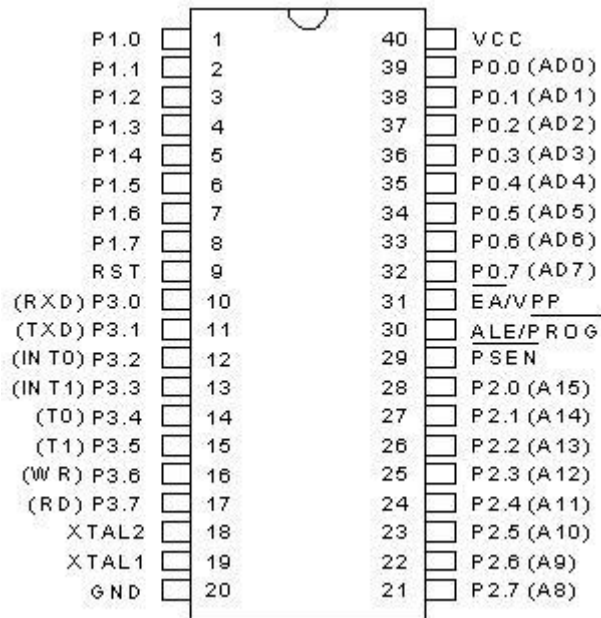 P1.0 1 40 VCC
P1.1 2 39 P0.0 (AD0)
P1.2 3 38 P0.1 (AD1)
P1.3 4 37 P0.2 (AD2)
P1.4 5 36 P0.3 (AD3)
P1.5 6 35 P0.4 (AD4)
P1.6 7 34 P0.5 (AD5)
P1.7 8 33 P0.6 (AD6)
RST 9 32 P0.7 (AD7)
(RXD) P3.0 10 31 EA/VPP
(TXD) P3.1 11 30 ALE/PROG
(INT0) P3.2 12 29 PSEN
(INT1) P3.3 13 28 P2.0 (A15)
(T0) P3.4 14 27 P2.1 (A14)
(T1) P3.5 15 26 P2.2 (A13)
(WR) P3.6 16 25 P2.3 (A12)
(RD) P3.7 17 24 P2.4 (A11)
XTAL2 18 23 P2.5 (A10)
XTAL1 19 22 P2.6 (A9)
GND 20 21 P2.7 (A8)